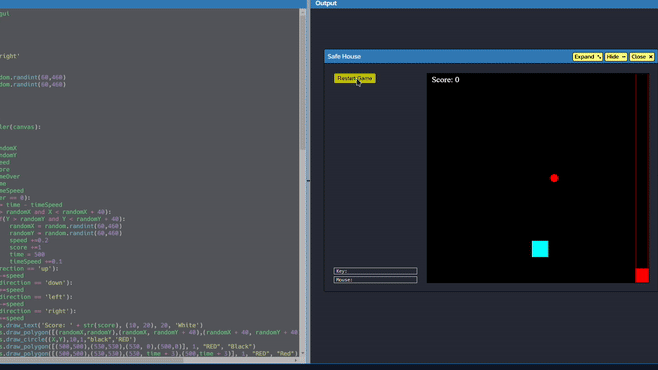 Output
gui
right'
dom.randint(60,460)
dom.randint(60,460)
ler(canvas):
ndomX
ndomY
eed
ore
meOver
me
meSpeed
er == 0):
= time - timeSpeed
> randomX and X < randomX + 40):
f(Y > randomY and Y < randomY + 40):
randomX = random.randint(60,460)
randomY = random.randint(60,460)
speed +=0.2
score +=1
time = 500
timeSpeed +=0.1
rection == 'up'):
-=speed
direction == 'down'):
+=speed
direction == 'left'):
-=speed
direction == 'right'):
+=speed
s.draw_text('Score: ' + str(score), (10, 20), 20, 'White')
s.draw_polygon([(randomX,randomY),(randomX, randomY + 40),(randomX + 40, randomY + 40
s.draw_circle((X,Y),10,1,"black",'RED')
s.draw_polygon([(500,500),(530,530),(530, 0),(500,0)], 1, "RED", "Black")
s.draw_polygon([(500,500),(530,530),(530, time + 3),(500,time + 3)], 1, "RED", "Red")
Safe House
Expand
Hide
Close
Restart Game
Score: 0
Key:
Mouse: